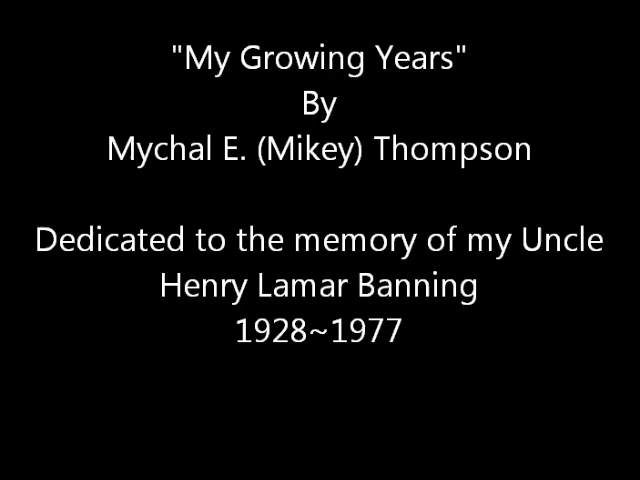 "My Growing Years"
By
Mychal E. (Mikey) Thompson
Dedicated to the memory of my Uncle
Henry Lamar Banning
1928~1977